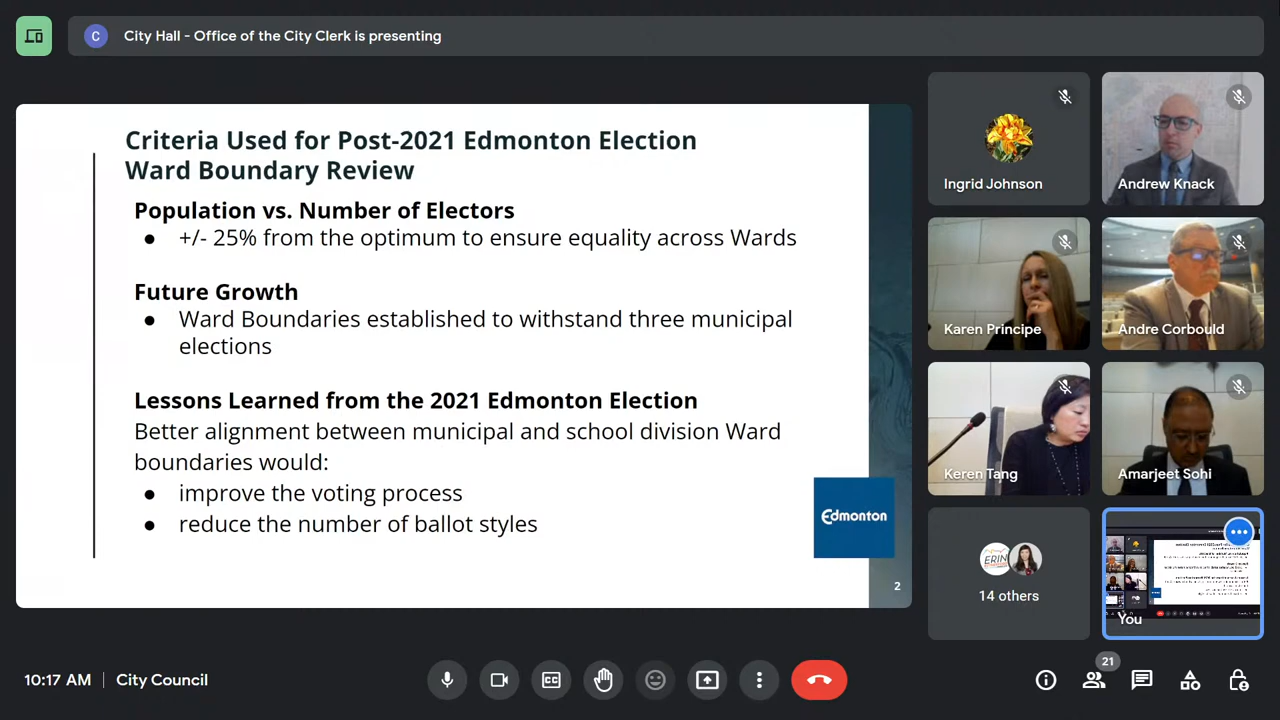 C
City Hall - Office of the City Clerk is presenting
Criteria Used for Post-2021 Edmonton Election
Ward Boundary Review
Population vs. Number of Electors
● +/- 25% from the optimum to ensure equality across Wards
Future Growth
● Ward Boundaries established to withstand three municipal
elections
Lessons Learned from the 2021 Edmonton Election
Better alignment between municipal and school division Ward
boundaries would:
● improve the voting process
● reduce the number of ballot styles
Edmonton
2
Ingrid Johnson
Andrew Knack
Karen Principe
Andre Corbould
Keren Tang
Amarjeet Sohi
ERIN
14 others
You
10:17 AM | City Council
CC
21